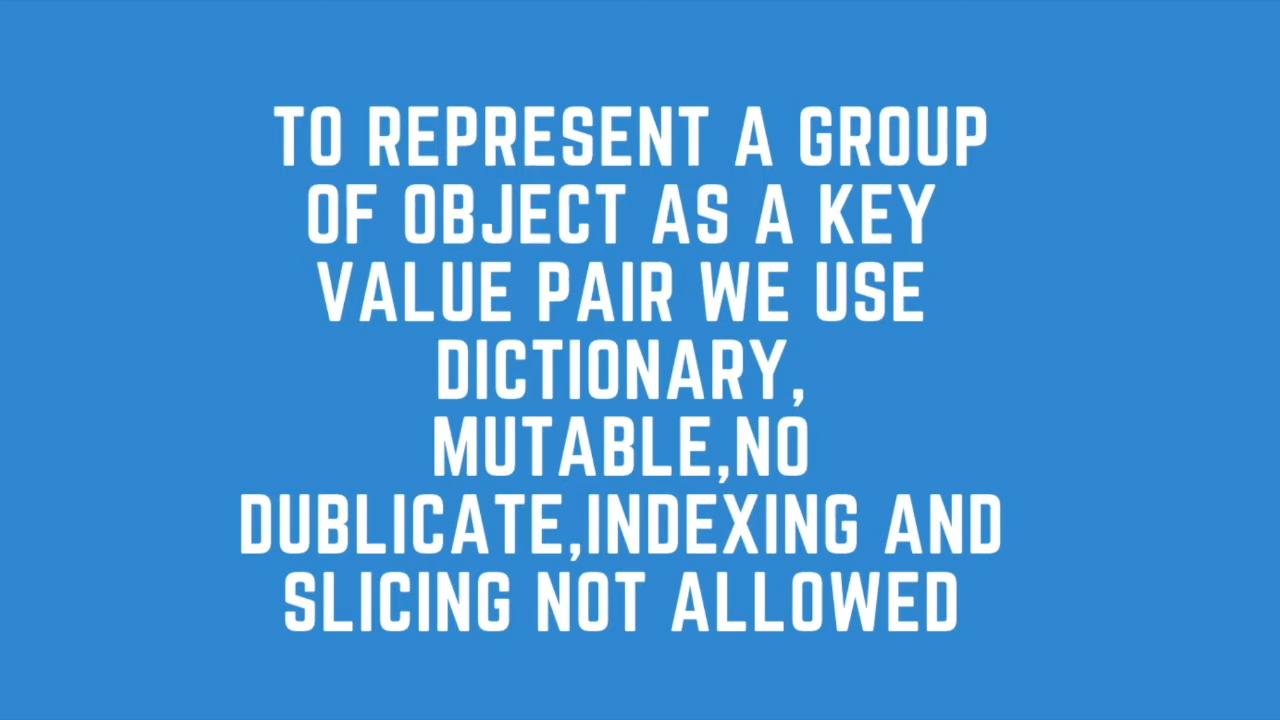 TO REPRESENT A GROUP
OF OBJECT AS A KEY
VALUE PAIR WE USE
DICTIONARY,
MUTABLE,NO
DUBLICATE,INDEXING AND
SLICING NOT ALLOWED